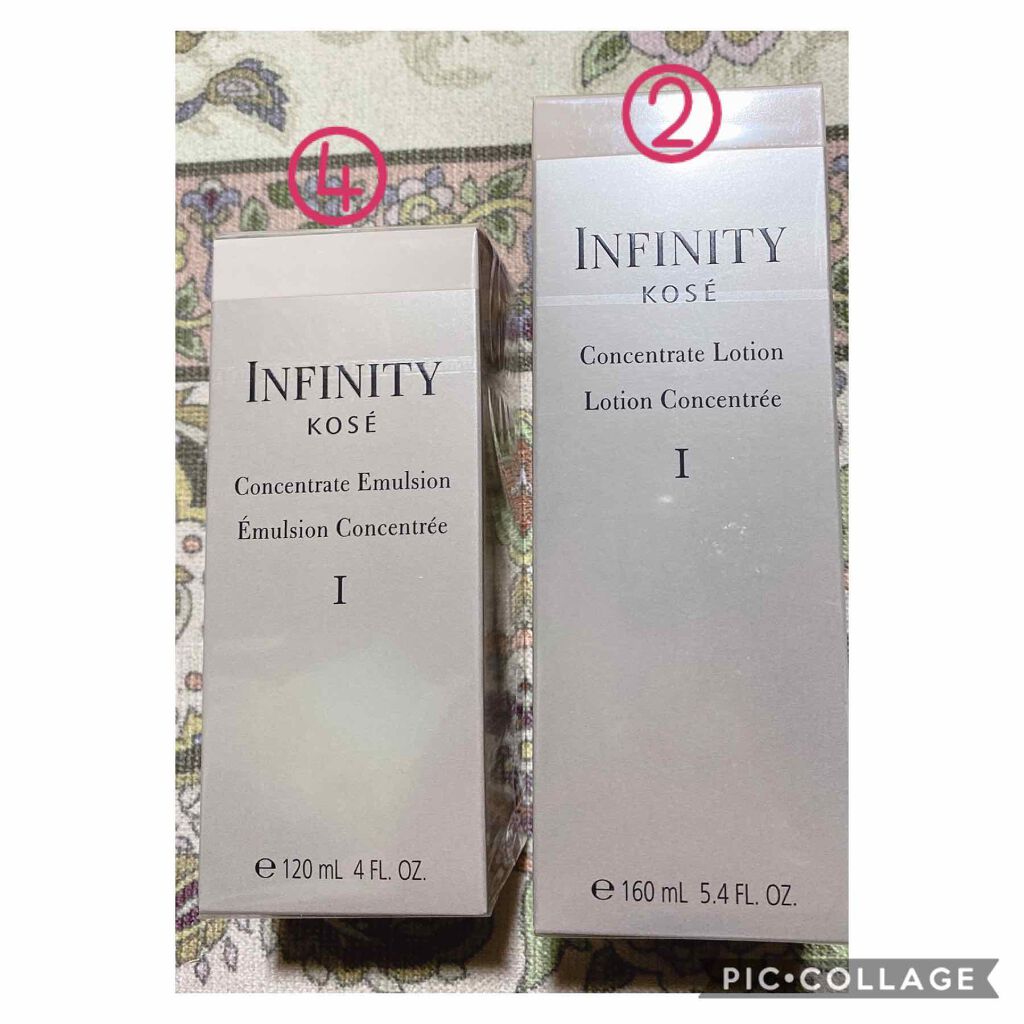 ④
INFINITY
KOSÉ
Concentrate Emulsion
Émulsion Concentrée
I
e 120 mL 4 FL. OZ.
②
INFINITY
KOSÉ
Concentrate Lotion
Lotion Concentrée
I
e 160 mL 5.4 FL. OZ.
PIC•COLLAGE